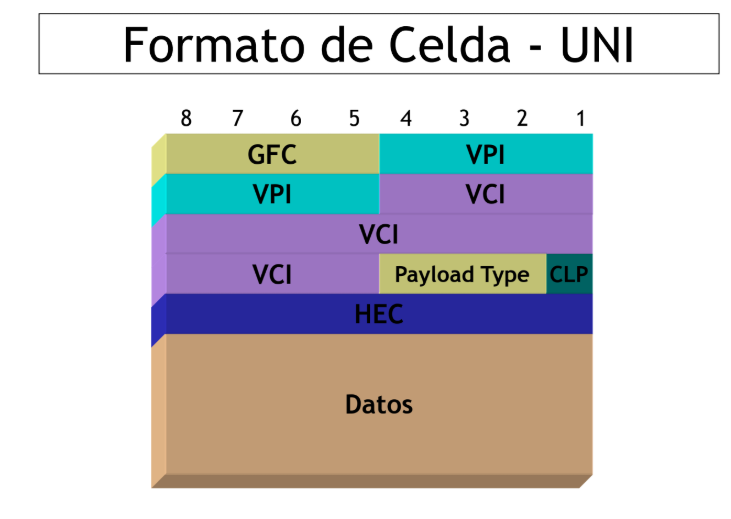 Formato de Celda - UNI
8 7 6 5 4 3 2 1
GFC VPI
VPI VCI
VCI
VCI Payload Type CLP
HEC
Datos